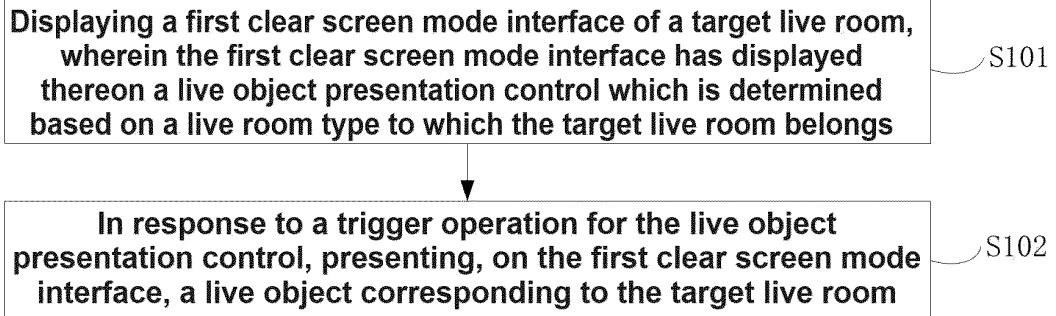 Displaying a first clear screen mode interface of a target live room,
wherein the first clear screen mode interface has displayed
thereon a live object presentation control which is determined
based on a live room type to which the target live room belongs
S101
In response to a trigger operation for the live object
presentation control, presenting, on the first clear screen mode
interface, a live object corresponding to the target live room
S102